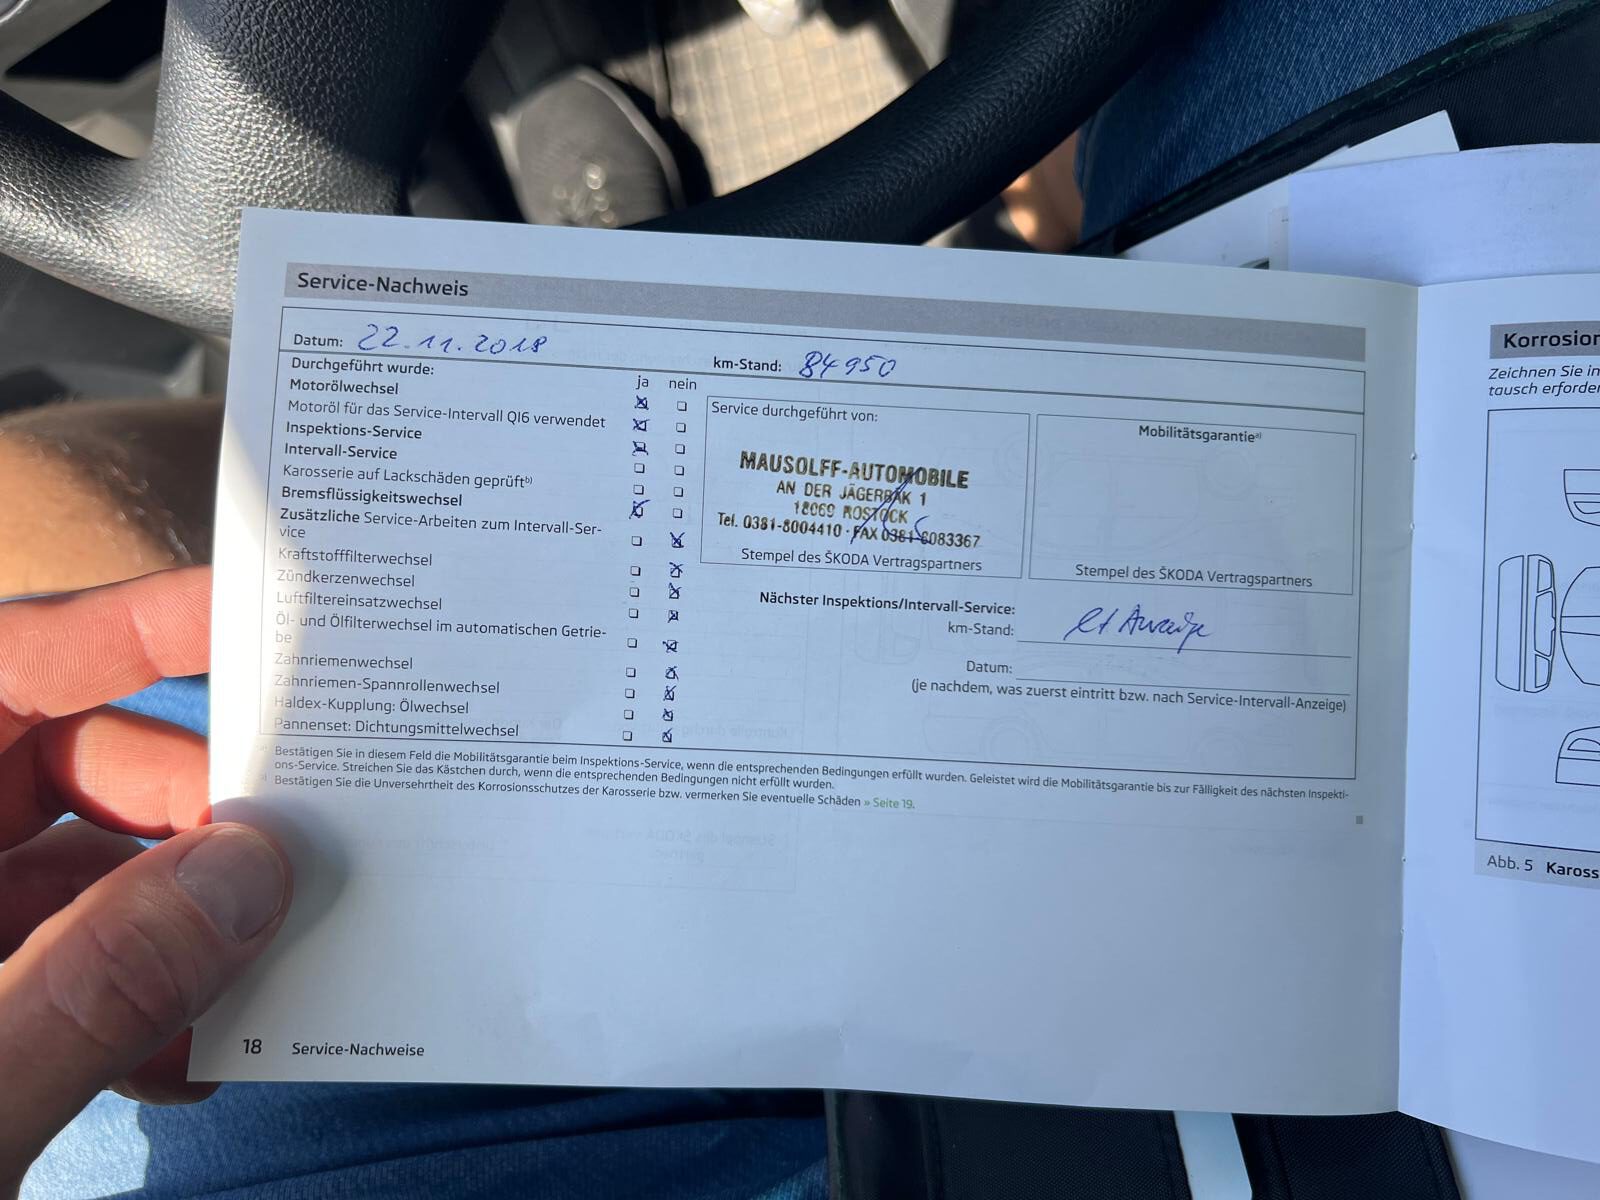 Service-Nachweis
Datum: 22.11.2018
km-Stand: 84950
Durchgeführt wurde:
ja nein
Motorölwechsel
Motoröl für das Service-Intervall QI6 verwendet
Inspektions-Service
Intervall-Service
Karosserie auf Lackschäden geprüftb)
Bremsflüssigkeitswechsel
Zusätzliche Service-Arbeiten zum Intervall-Ser-
vice
Kraftstofffilterwechsel
Zündkerzenwechsel
Luftfiltereinsatzwechsel
Öl- und Ölfilterwechsel im automatischen Getrie-
be
Zahnriemenwechsel
Zahnriemen-Spannrollenwechsel
Haldex-Kupplung: Ölwechsel
Pannenset: Dichtungsmittelwechsel
Service durchgeführt von:
MAUSOLFF-AUTOMOBILE
AN DER JÄGERBÄK 1
18069 ROSTOCK
Tel. 0381-8004410 · FAX 0381-8083367
Stempel des ŠKODA Vertragspartners
Mobilitätsgarantiea)
Stempel des ŠKODA Vertragspartners
Nächster Inspektions/Intervall-Service:
km-Stand: lt Anzeige
Datum:
(je nachdem, was zuerst eintritt bzw. nach Service-Intervall-Anzeige)
a) Bestätigen Sie in diesem Feld die Mobilitätsgarantie beim Inspektions-Service, wenn die entsprechenden Bedingungen erfüllt wurden. Geleistet wird die Mobilitätsgarantie bis zur Fälligkeit des nächsten Inspekti-
ons-Service. Streichen Sie das Kästchen durch, wenn die entsprechenden Bedingungen nicht erfüllt wurden.
b) Bestätigen Sie die Unversehrtheit des Korrosionsschutzes der Karosserie bzw. vermerken Sie eventuelle Schäden » Seite 19.
18 Service-Nachweise
Korrosion
Zeichnen Sie in
tausch erforde
Abb. 5 Kaross